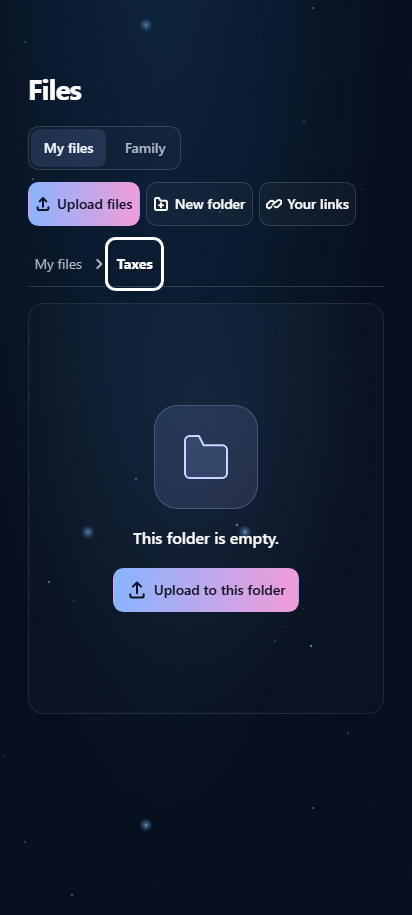 Files
My files Family
Upload files New folder Your links
My files > Taxes
This folder is empty.
Upload to this folder